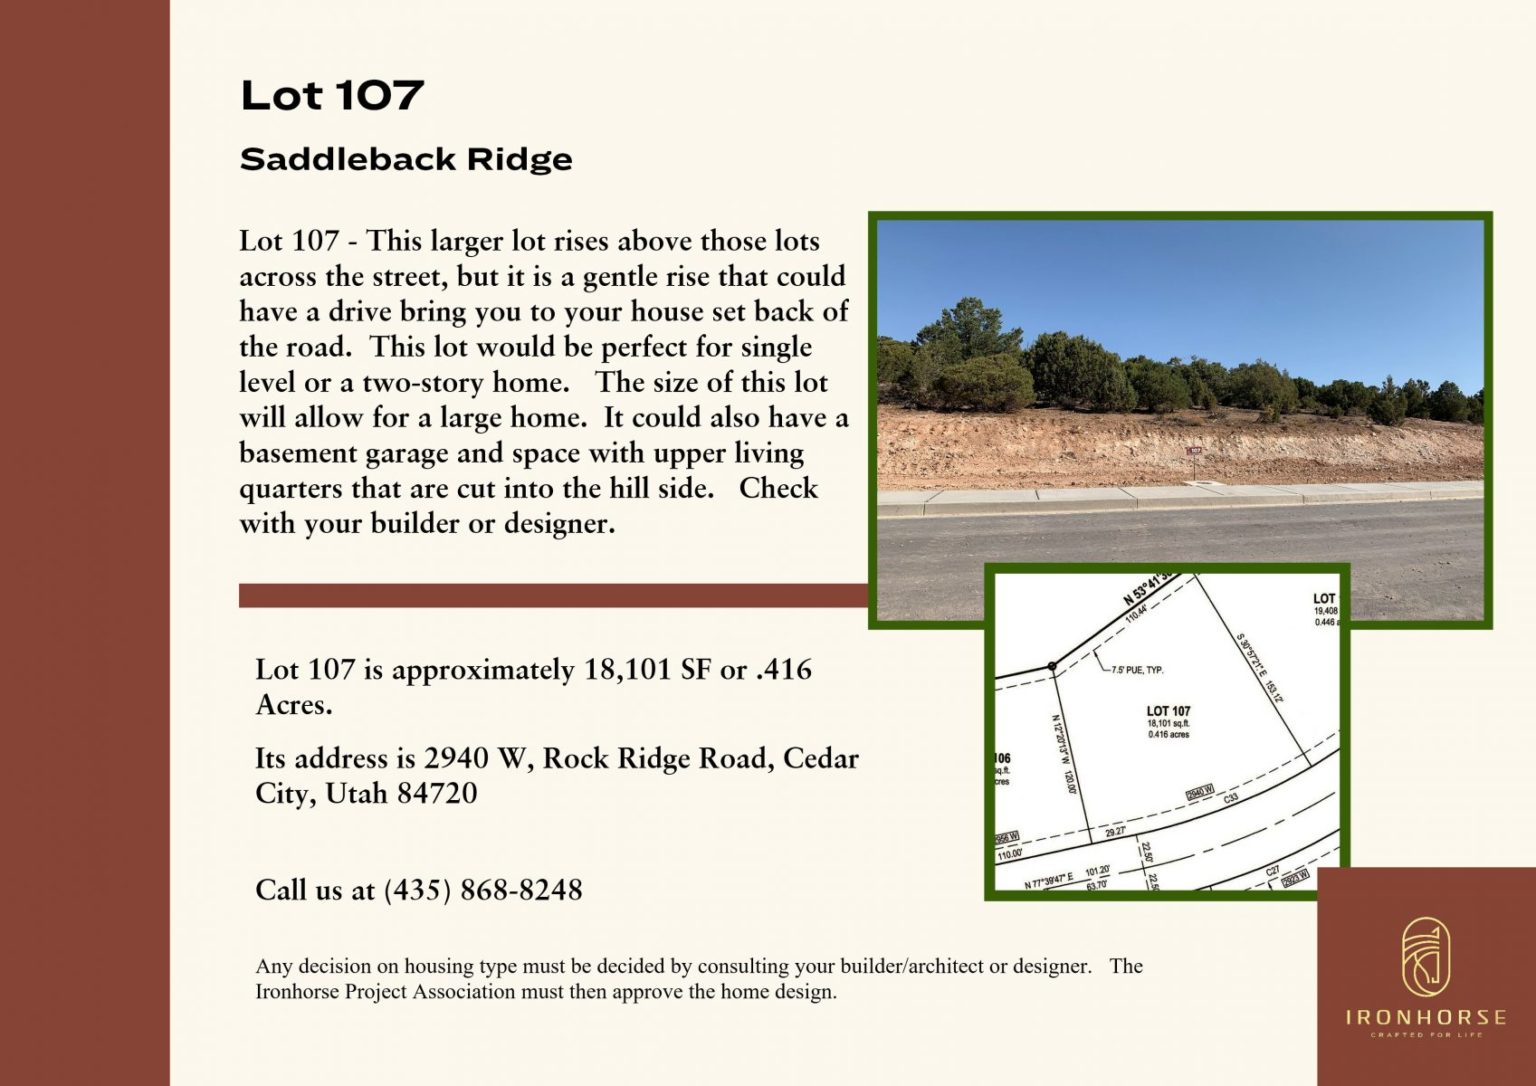 Lot 107
Saddleback Ridge
Lot 107 - This larger lot rises above those lots
across the street, but it is a gentle rise that could
have a drive bring you to your house set back of
the road.  This lot would be perfect for single
level or a two-story home.   The size of this lot
will allow for a large home.  It could also have a
basement garage and space with upper living
quarters that are cut into the hill side.   Check
with your builder or designer.
107
N 53°41'
110.44'
7.5' PUE, TYP.
S 30°57'21" E 153.12'
LOT
19,408
0.446
LOT 107
18,101 sq.ft.
0.416 acres
N 12°20'13" W 120.00'
106
sq.ft.
cres
2940 W
C33
29.27'
110.00'
N 77°39'47" E
101.20'
63.70'
22.50'
22.5
C27
2923 W
Lot 107 is approximately 18,101 SF or .416
Acres.
Its address is 2940 W, Rock Ridge Road, Cedar
City, Utah 84720
Call us at (435) 868-8248
Any decision on housing type must be decided by consulting your builder/architect or designer.   The
Ironhorse Project Association must then approve the home design.
IRONHORSE
CRAFTED FOR LIFE